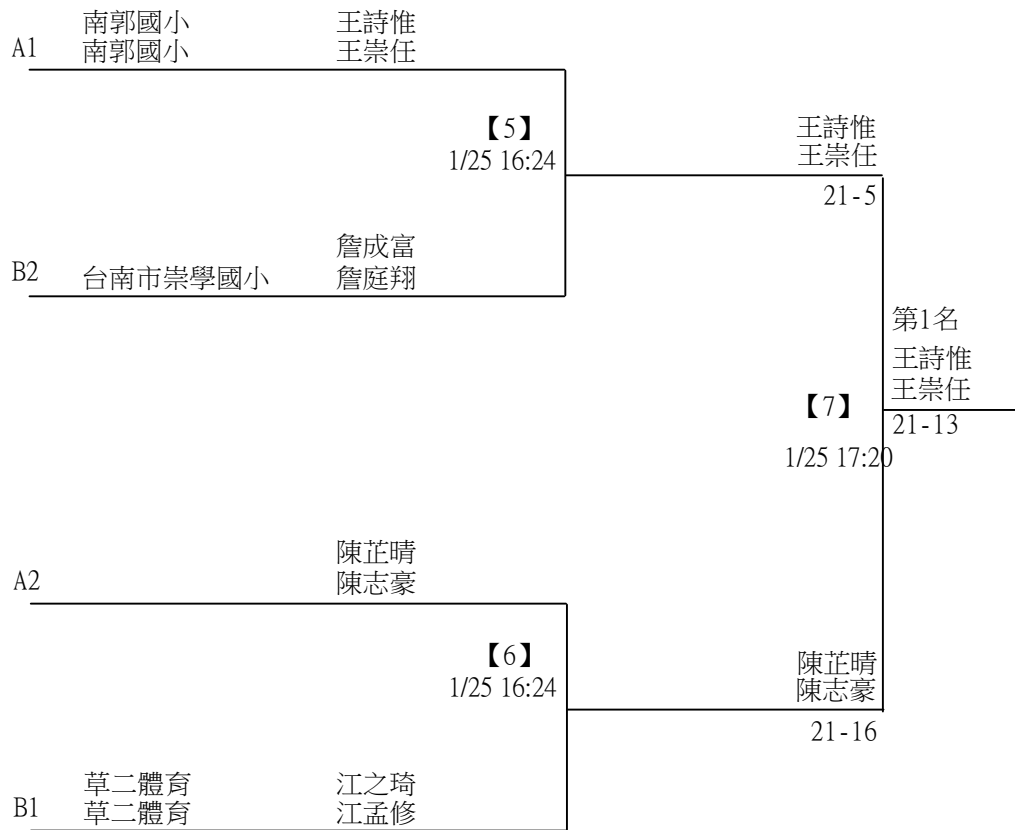 南郭國小 王詩惟
A1 南郭國小 王崇任
【5】
1/25 16:24
王詩惟
王崇任
21-5
詹成富
B2 台南市崇學國小 詹庭翔
第1名
王詩惟
王崇任
【7】
21-13
1/25 17:20
陳芷晴
A2 陳志豪
【6】
1/25 16:24
陳芷晴
陳志豪
21-16
草二體育 江之琦
B1 草二體育 江孟修